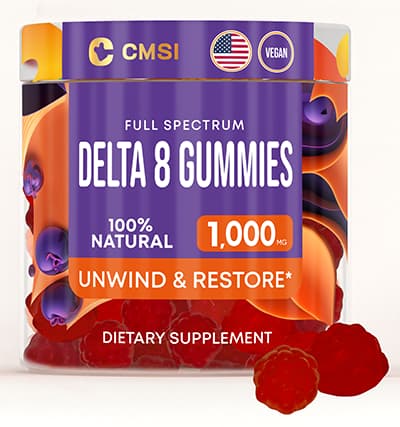 CMSI
VEGAN
FULL SPECTRUM
DELTA 8 GUMMIES
100%
NATURAL
1,000 MG
UNWIND & RESTORE*
DIETARY SUPPLEMENT